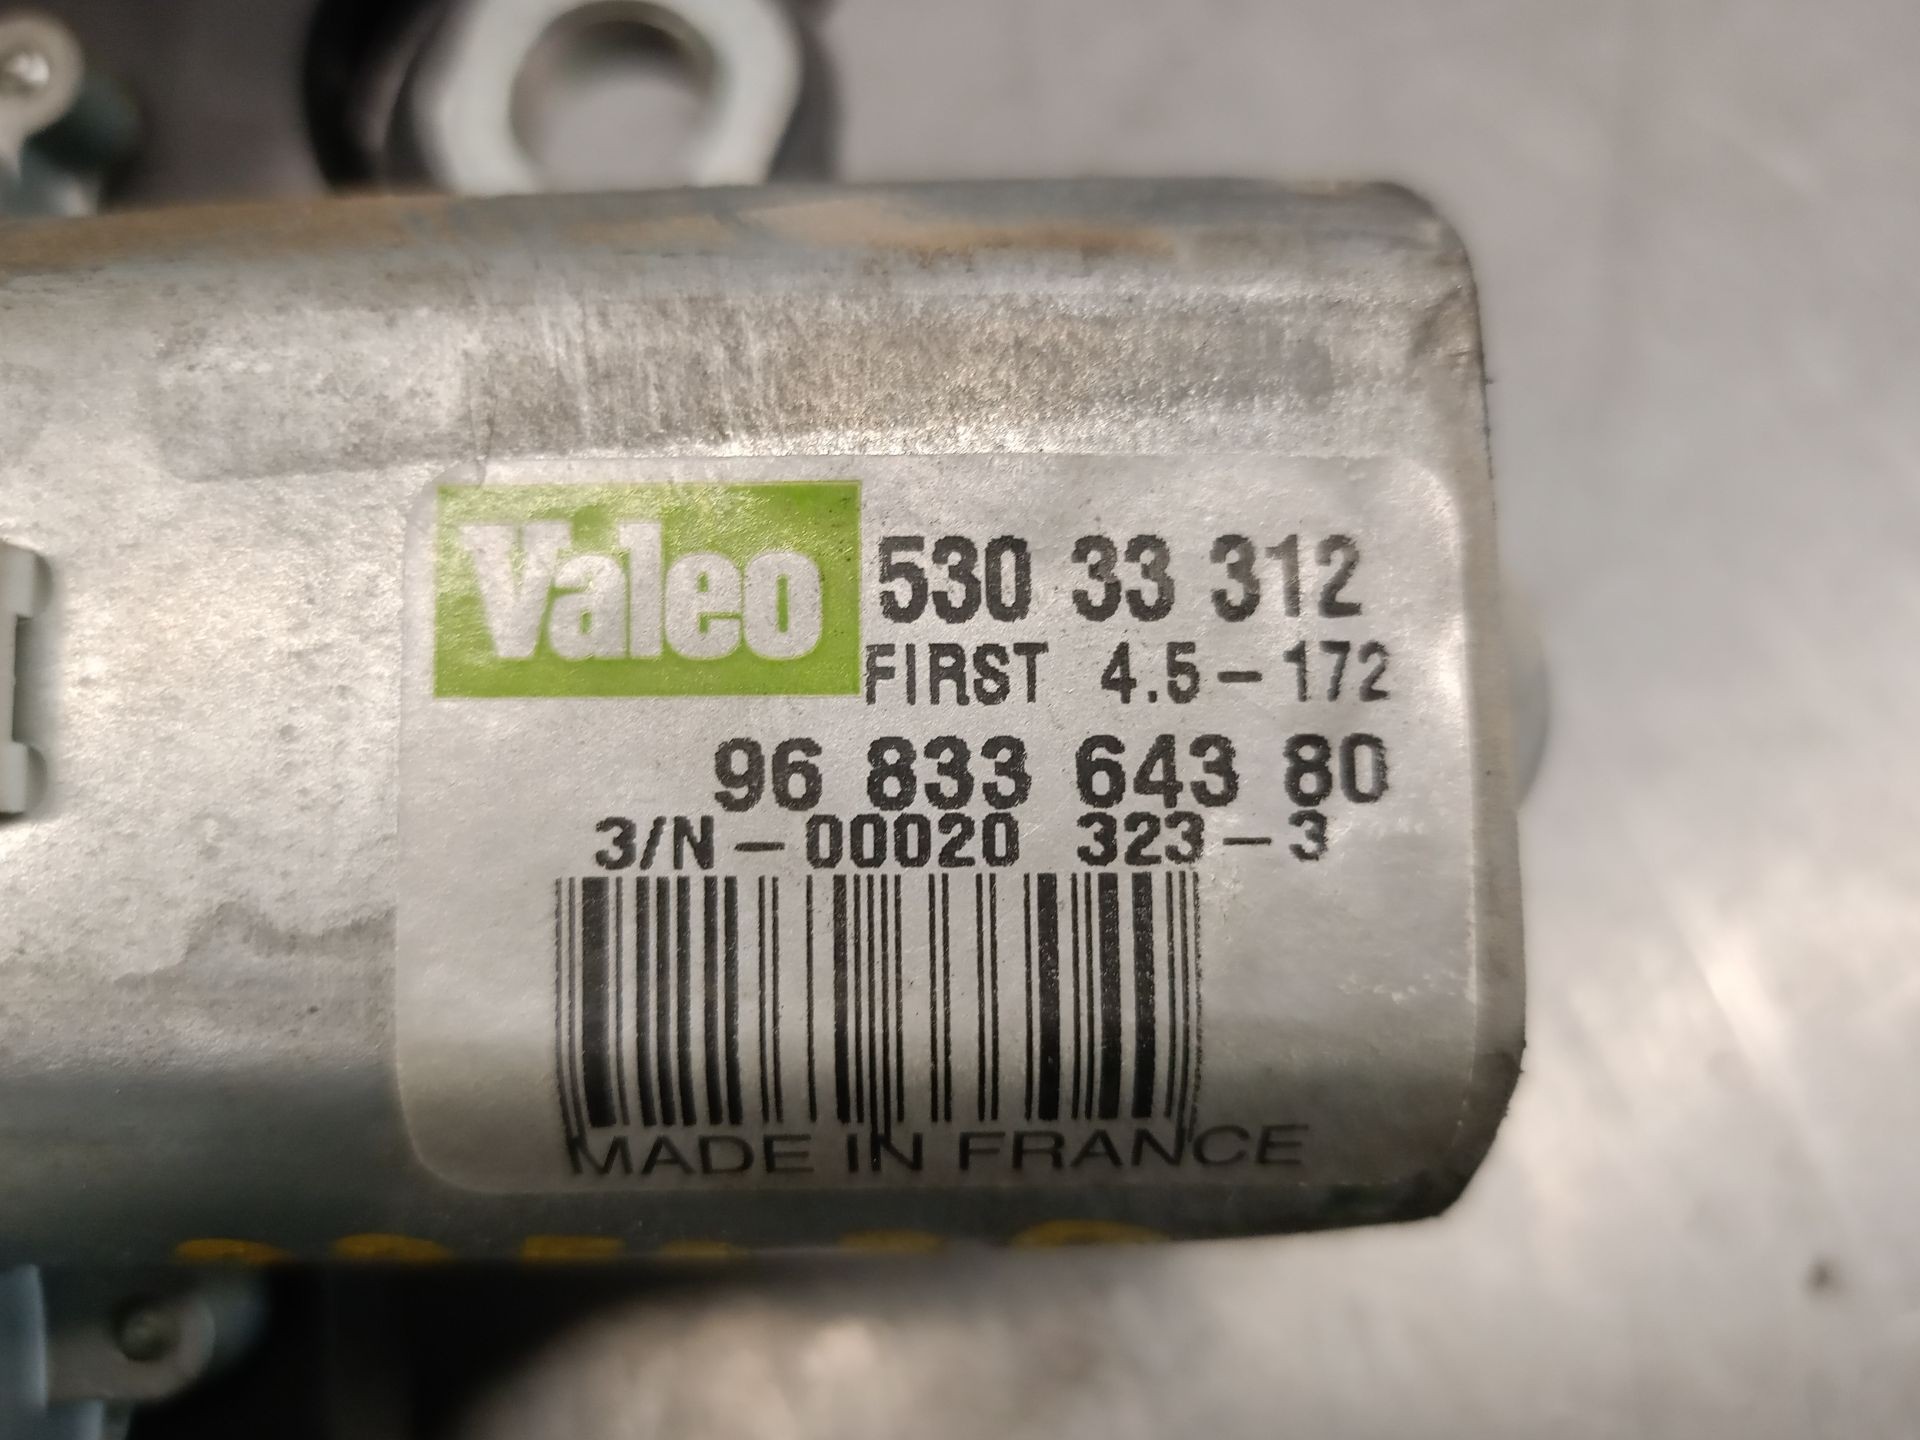 Valeo
530 33 312
FIRST 4.5-172
96 833 643 80
3/N-00020 323-3
MADE IN FRANCE